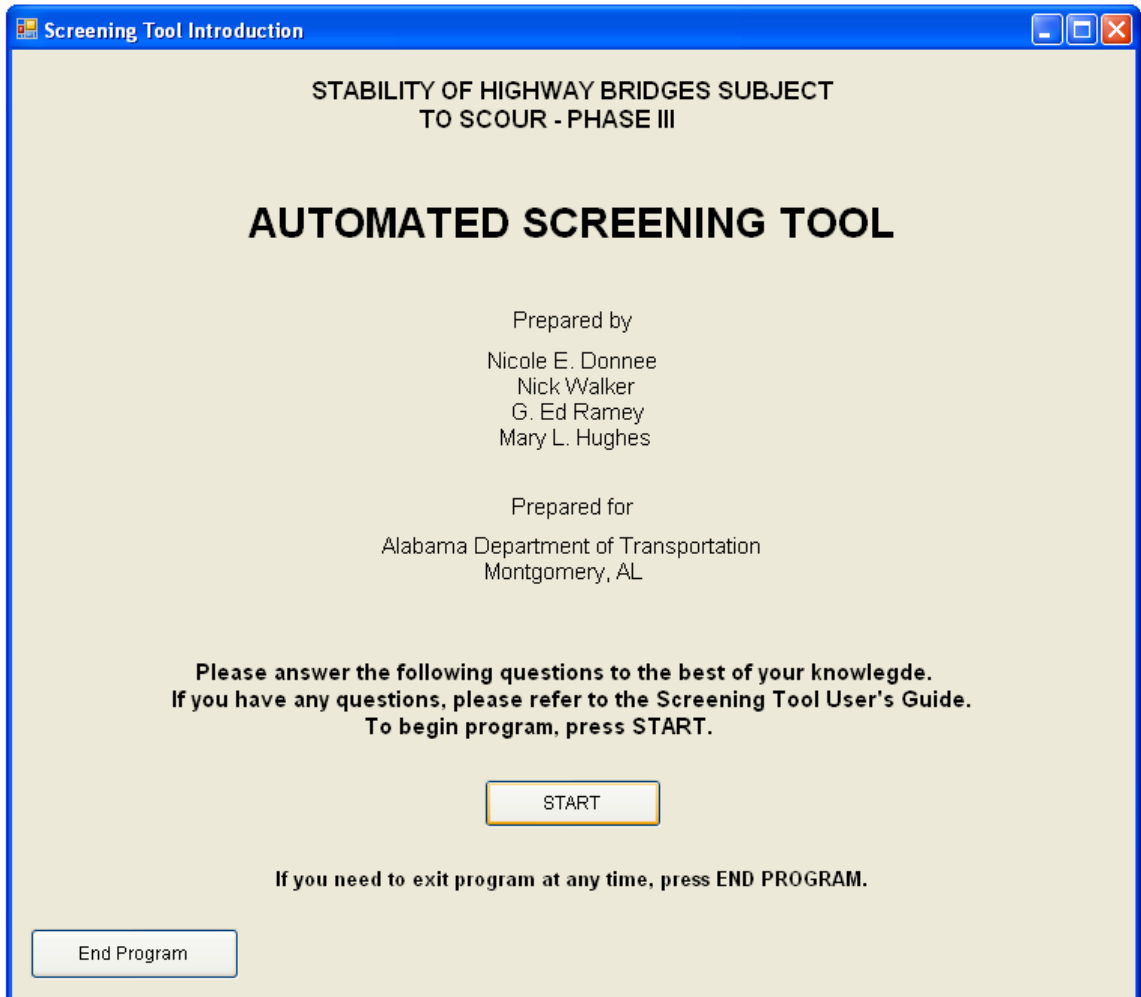 Screening Tool Introduction
STABILITY OF HIGHWAY BRIDGES SUBJECT
TO SCOUR - PHASE III
AUTOMATED SCREENING TOOL
Prepared by
Nicole E. Donnee
Nick Walker
G. Ed Ramey
Mary L. Hughes
Prepared for
Alabama Department of Transportation
Montgomery, AL
Please answer the following questions to the best of your knowlegde.
If you have any questions, please refer to the Screening Tool User's Guide.
To begin program, press START.
START
If you need to exit program at any time, press END PROGRAM.
End Program